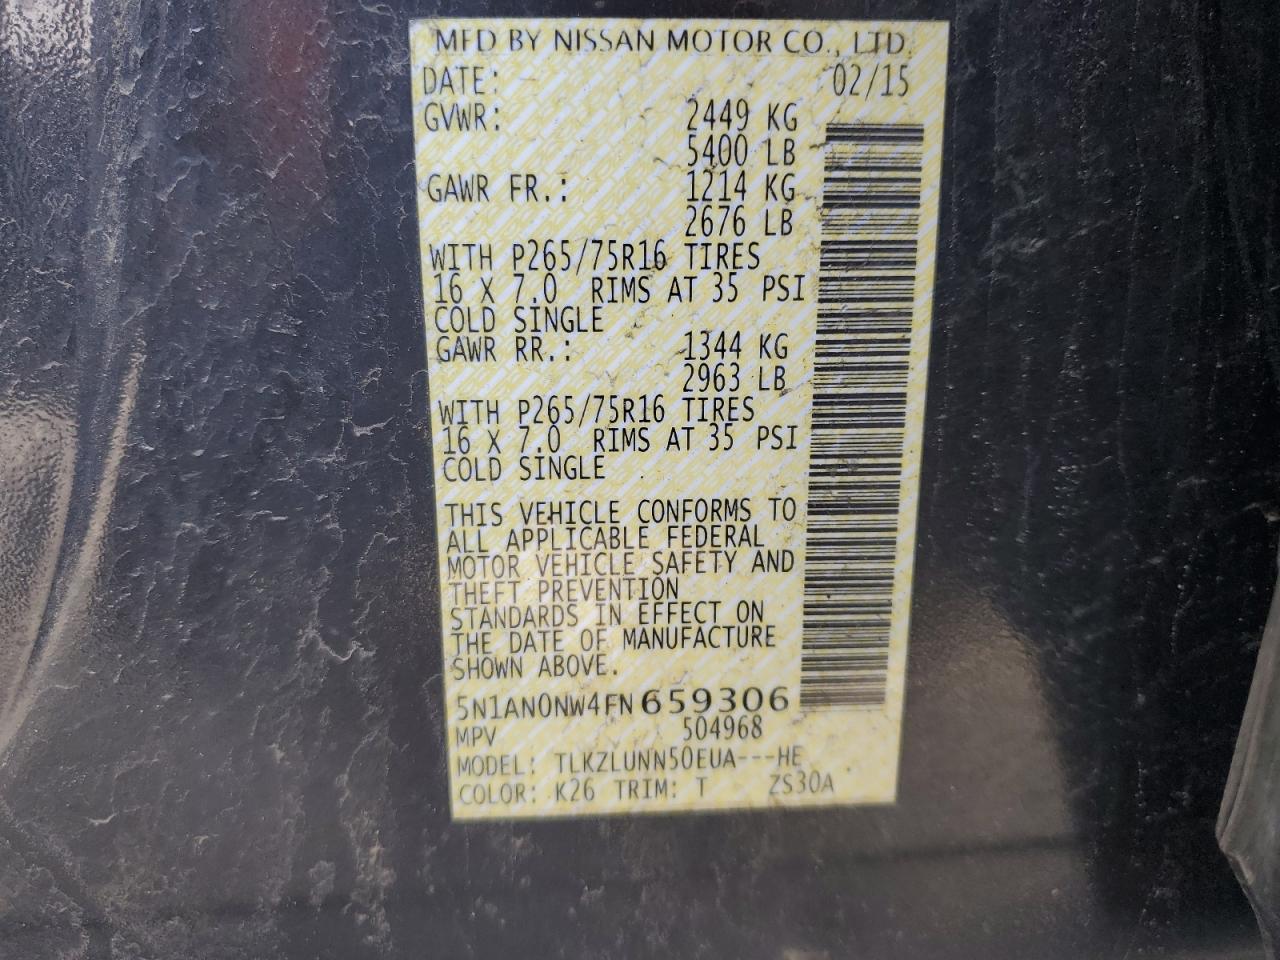 MFD BY NISSAN MOTOR CO., LTD.
DATE: 02/15
GVWR: 2449 KG
5400 LB
GAWR FR.: 1214 KG
2676 LB
WITH P265/75R16 TIRES
16 X 7.0 RIMS AT 35 PSI
COLD SINGLE
GAWR RR.: 1344 KG
2963 LB
WITH P265/75R16 TIRES
16 X 7.0 RIMS AT 35 PSI
COLD SINGLE
THIS VEHICLE CONFORMS TO
ALL APPLICABLE FEDERAL
MOTOR VEHICLE SAFETY AND
THEFT PREVENTION
STANDARDS IN EFFECT ON
THE DATE OF MANUFACTURE
SHOWN ABOVE.
5N1AN0NW4FN659306
MPV 504968
MODEL: TLKZLUNN50EUA---HE
COLOR: K26 TRIM: T ZS30A